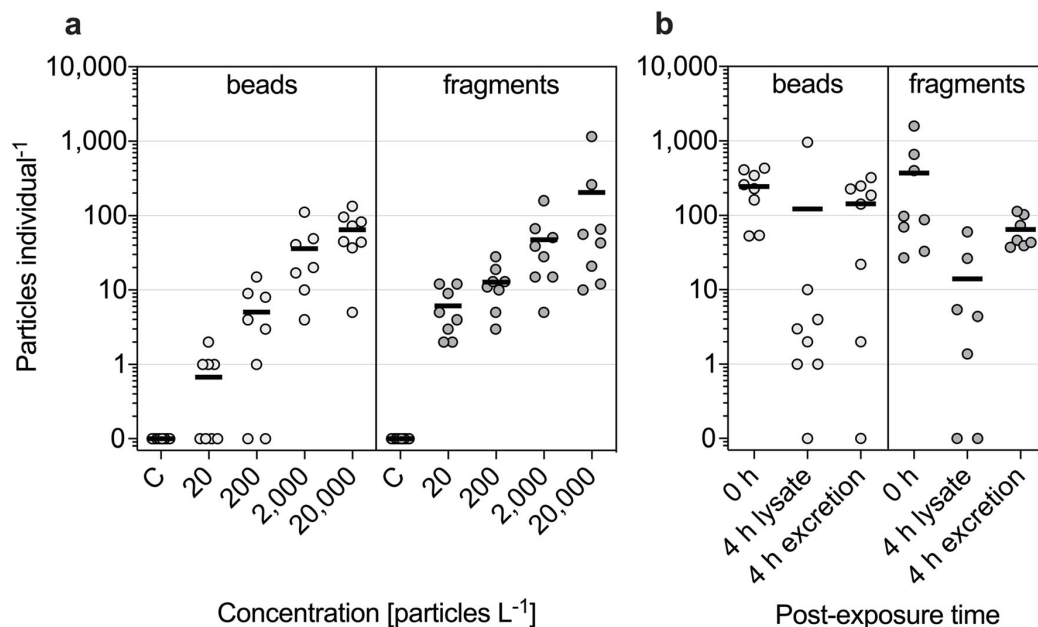 a
b
10,000
1,000
100
10
1
0
Particles individual-1
beads
fragments
C
20
200
2,000
20,000
C
20
200
2,000
20,000
Concentration [particles L-1]
10,000
1,000
100
10
1
0
beads
fragments
0 h
4 h lysate
4 h excretion
0 h
4 h lysate
4 h excretion
Post-exposure time